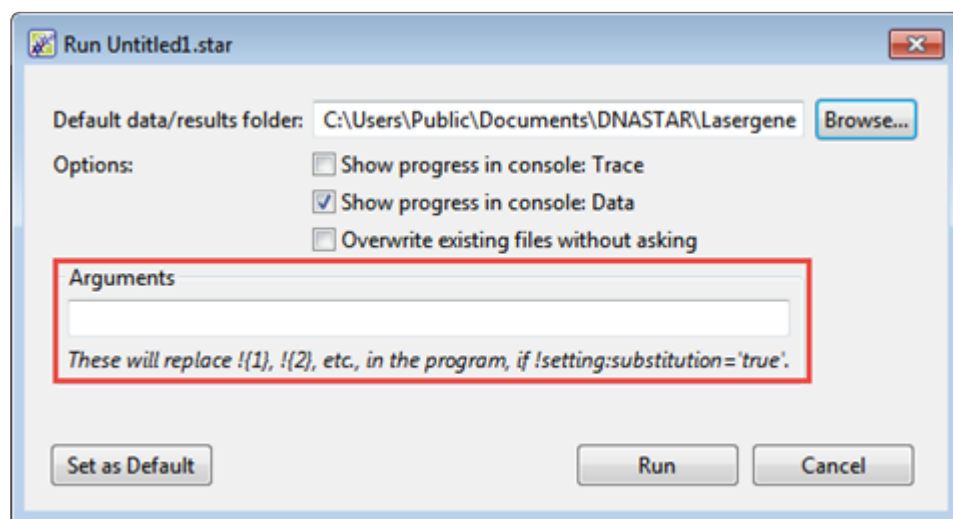 Run Untitled1.star
Default data/results folder: C:\Users\Public\Documents\DNASTAR\Lasergene Browse...
Options: Show progress in console: Trace
Show progress in console: Data
Overwrite existing files without asking
Arguments
These will replace !{1}, !{2}, etc., in the program, if !setting:substitution='true'.
Set as Default Run Cancel